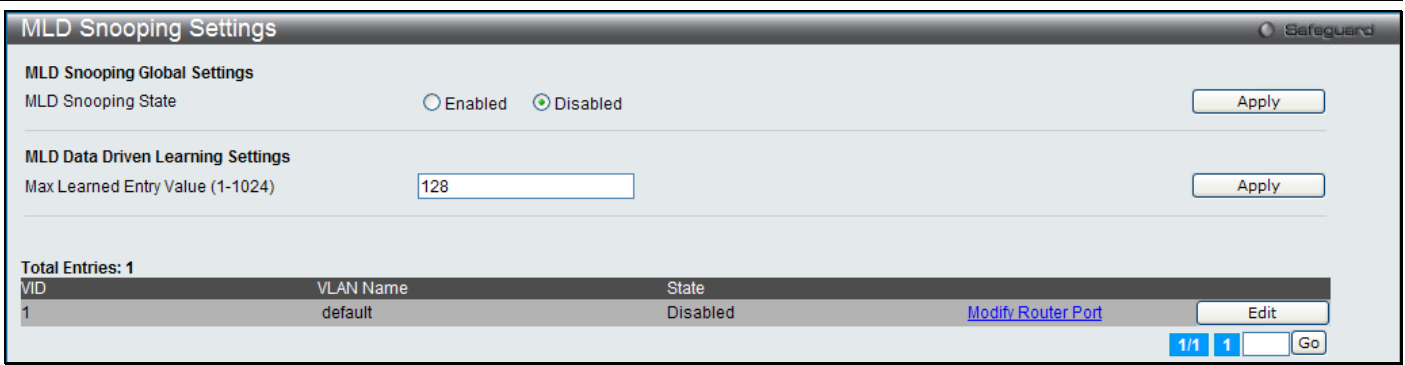 MLD Snooping Settings
Safeguard
MLD Snooping Global Settings
MLD Snooping State Enabled Disabled Apply
MLD Data Driven Learning Settings
Max Learned Entry Value (1-1024) 128 Apply
Total Entries: 1
VID VLAN Name State
1 default Disabled Modify Router Port Edit
1/1 1 Go